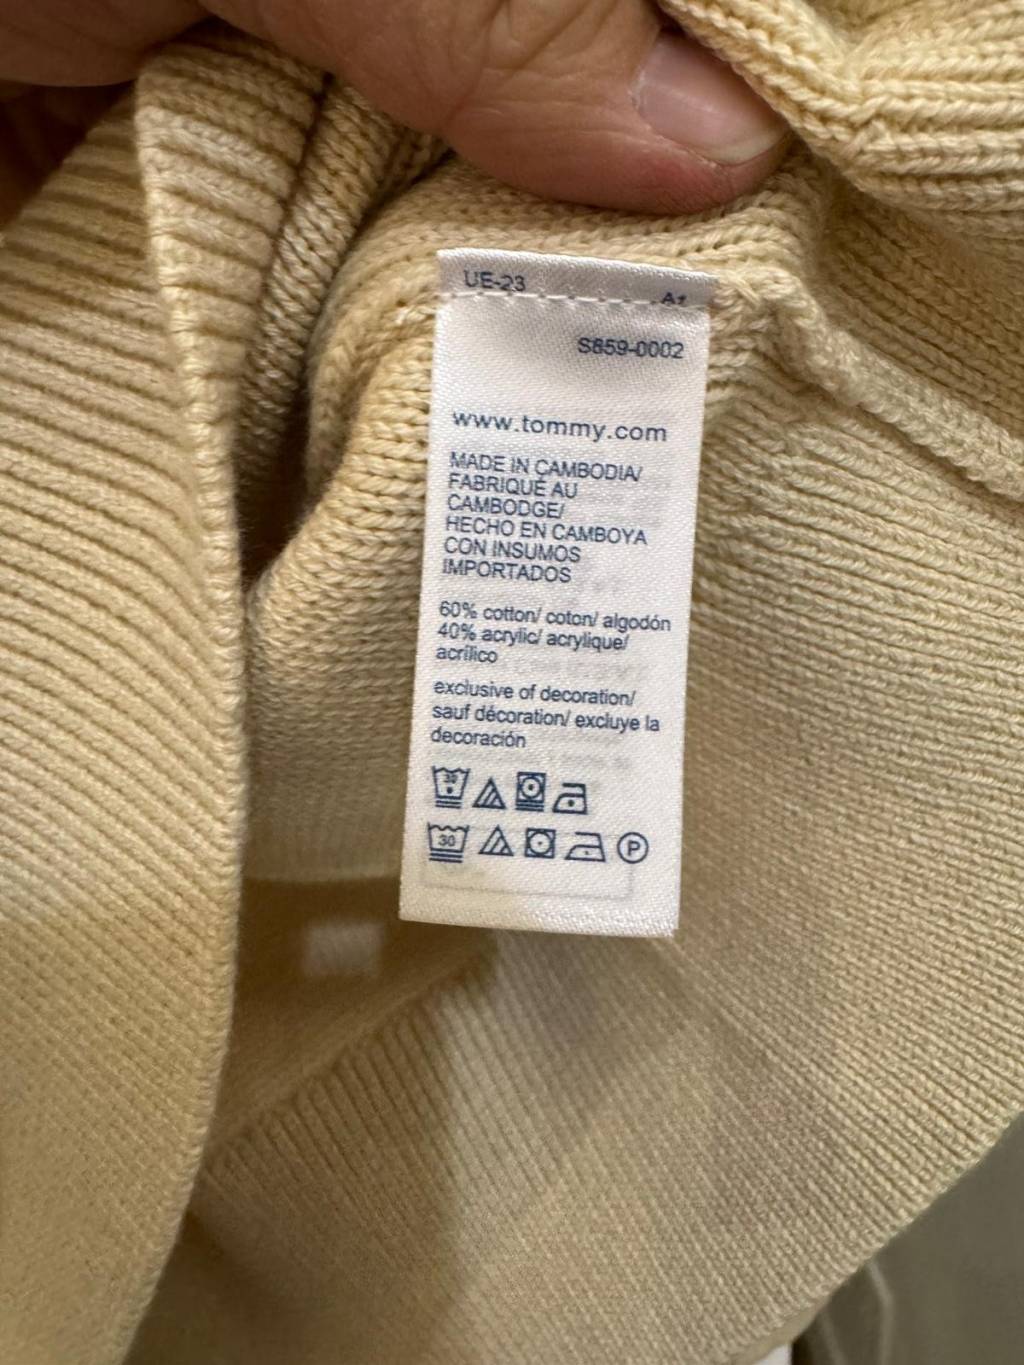 UE-23
A1
S859-0002
www.tommy.com
MADE IN CAMBODIA/
FABRIQUÉ AU
CAMBODGE/
HECHO EN CAMBOYA
CON INSUMOS
IMPORTADOS
60% cotton/ coton/ algodón
40% acrylic/ acrylique/
acrílico
exclusive of decoration/
sauf décoration/ excluye la
decoración
30
30 P